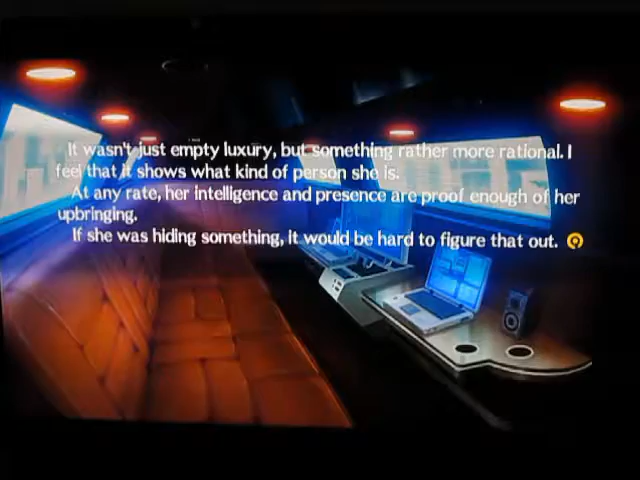 It wasn't just empty luxury, but something rather more rational. I
feel that it shows what kind of person she is.
At any rate, her intelligence and presence are proof enough of her
upbringing.
If she was hiding something, it would be hard to figure that out.